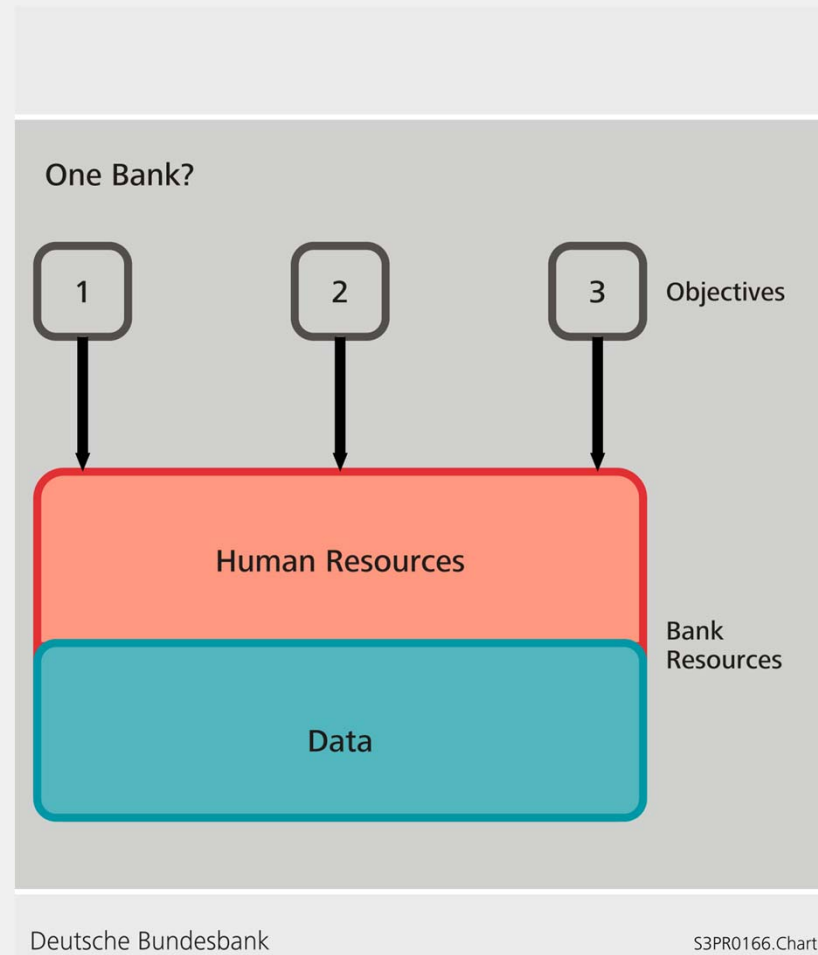 One Bank?
1 2 3 Objectives
Human Resources
Bank
Resources
Data
Deutsche Bundesbank S3PR0166.Chart